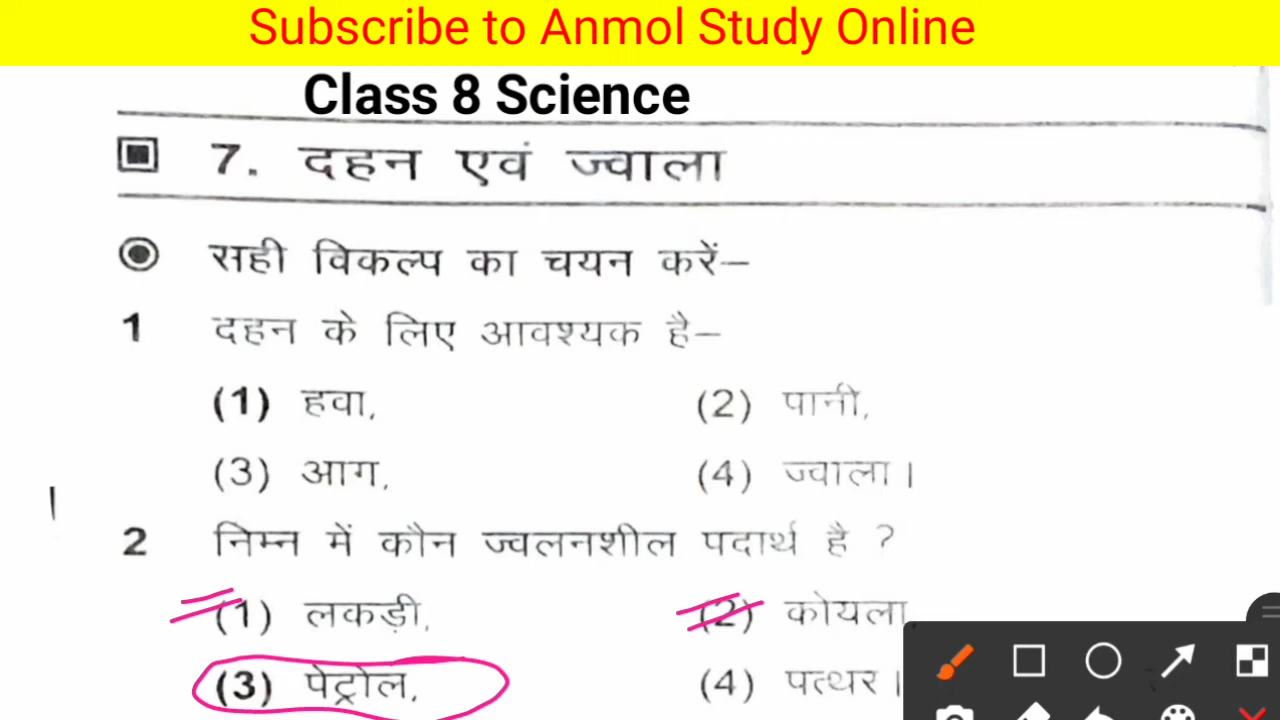 Subscribe to Anmol Study Online
Class 8 Science
7. दहन एवं ज्वाला
सही विकल्प का चयन करें–
1 दहन के लिए आवश्यक है–
(1) हवा, (2) पानी,
(3) आग, (4) ज्वाला।
2 निम्न में कौन ज्वलनशील पदार्थ है ?
(1) लकड़ी, (2) कोयला,
(3) पेट्रोल, (4) पत्थर।